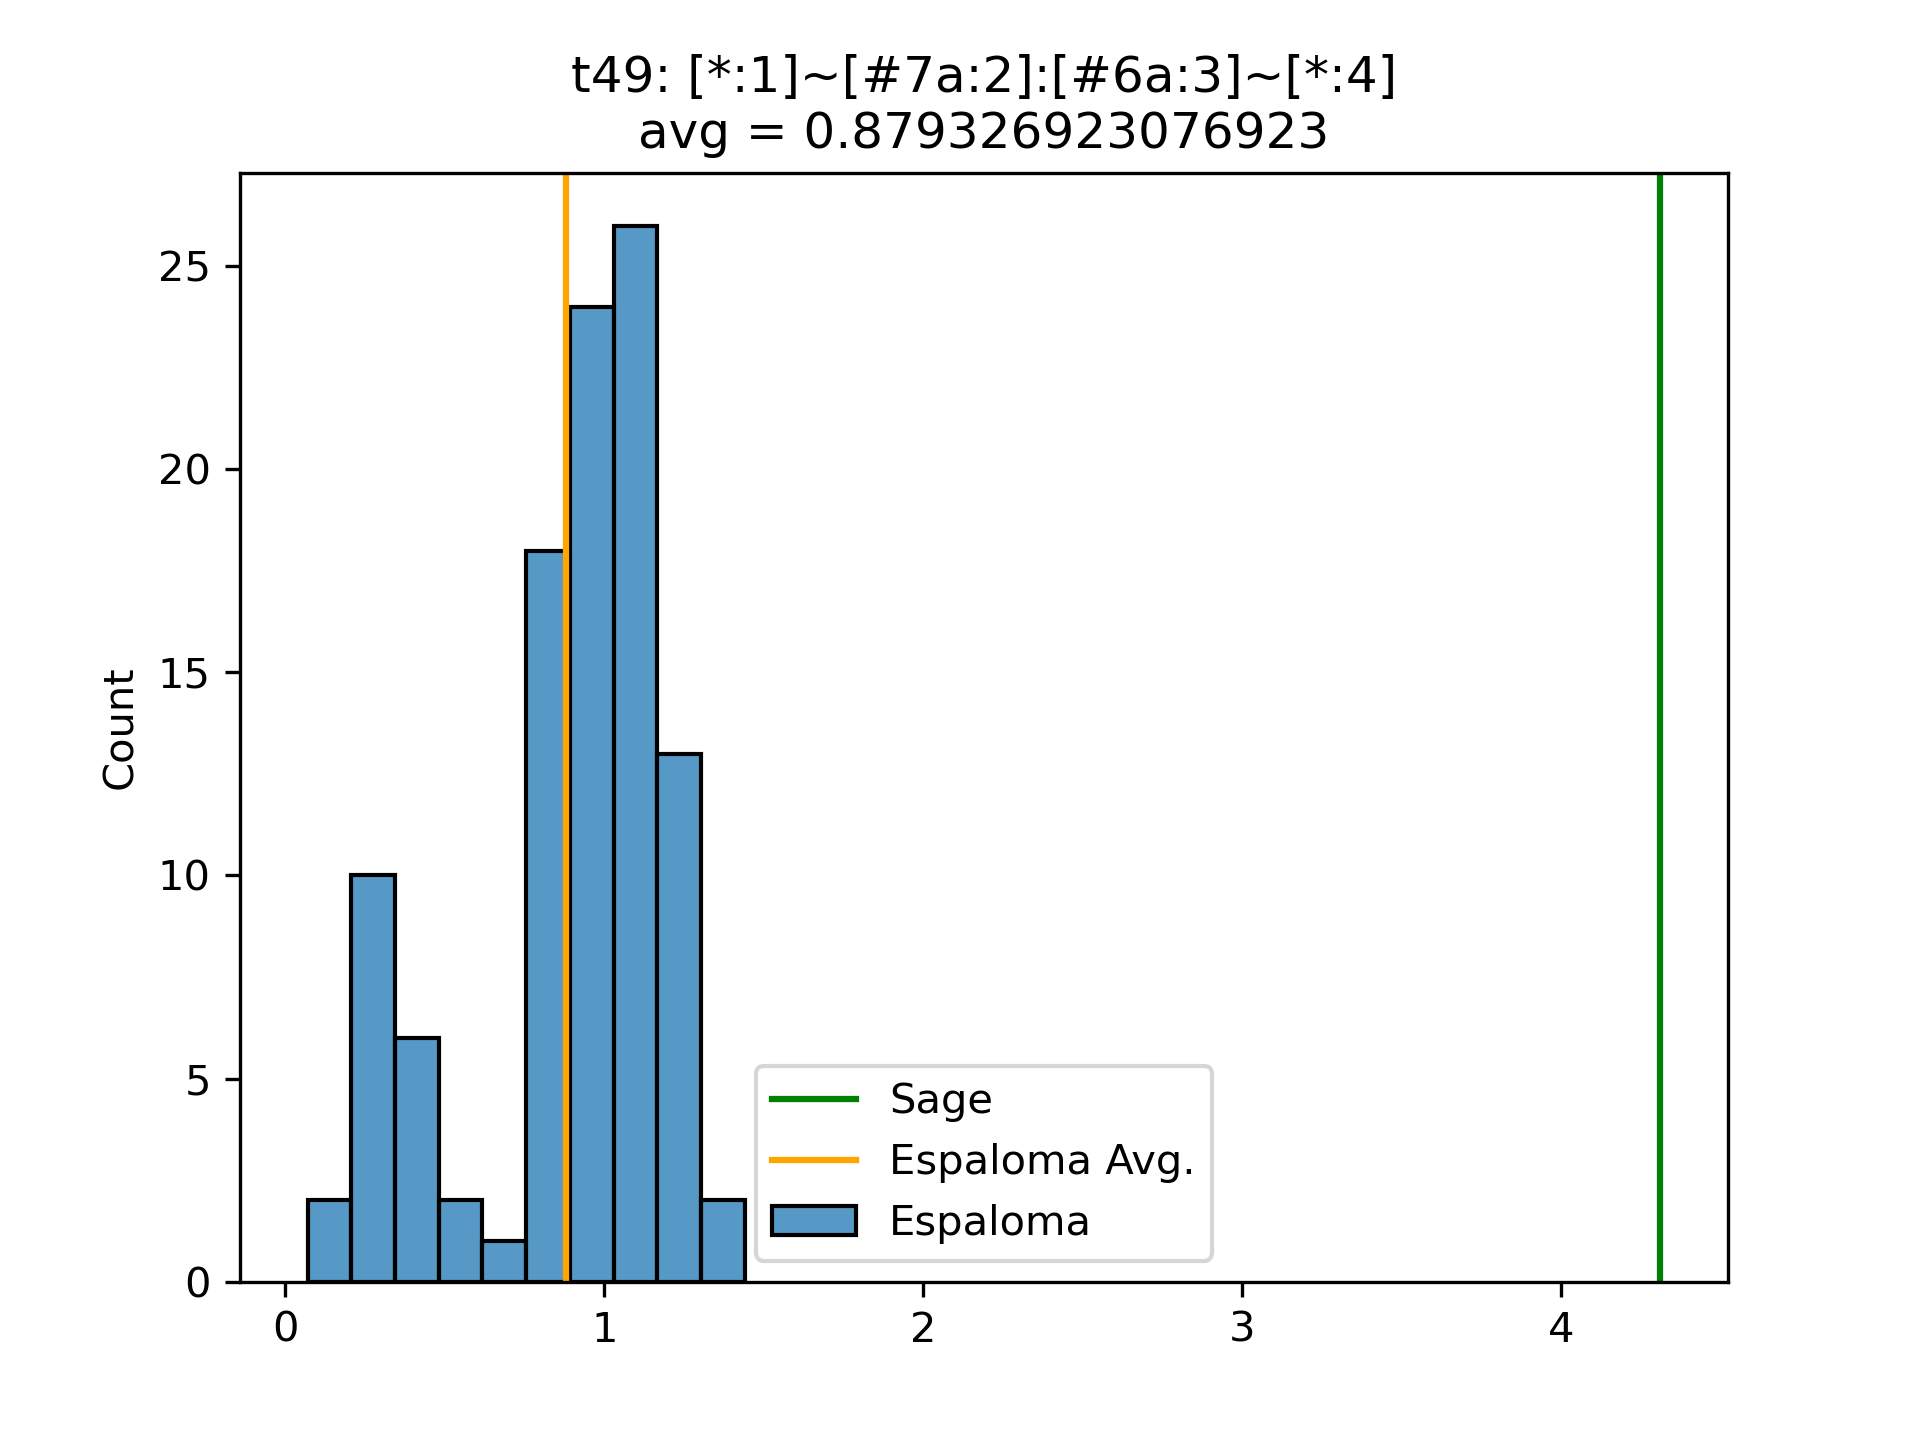 t49: [*:1]~[#7a:2]:[#6a:3]~[*:4]
avg = 0.879326923076923
Count
25
20
15
10
5
0
Sage
Espaloma Avg.
Espaloma
0 1 2 3 4